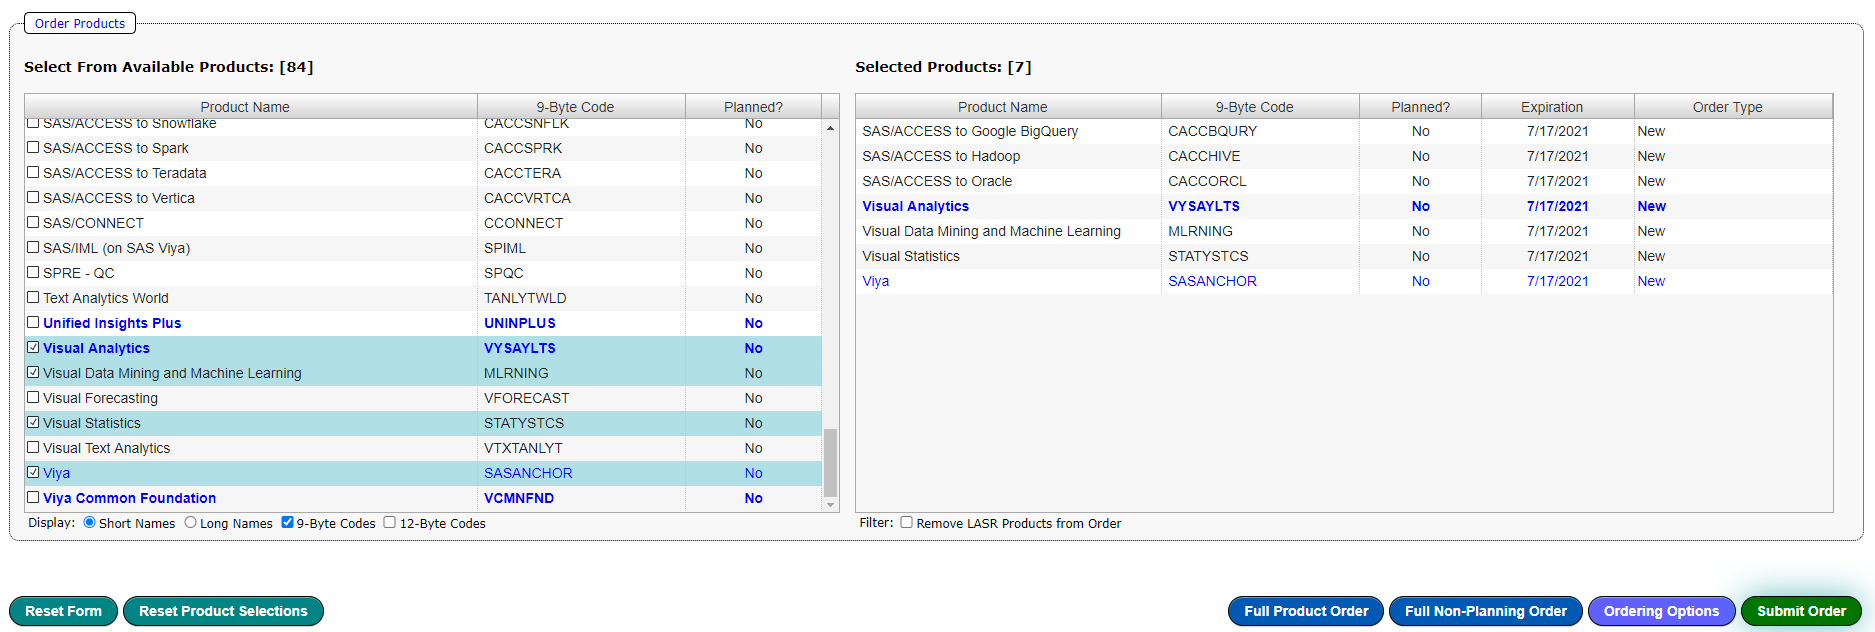 Order Products
Select From Available Products: [84]
Product Name 9-Byte Code Planned?
SAS/ACCESS to Snowflake CACCSNFLK No
SAS/ACCESS to Spark CACCSPRK No
SAS/ACCESS to Teradata CACCTERA No
SAS/ACCESS to Vertica CACCVRTCA No
SAS/CONNECT CCONNECT No
SAS/IML (on SAS Viya) SPIML No
SPRE - QC SPQC No
Text Analytics World TANLYTWLD No
Unified Insights Plus UNINPLUS No
Visual Analytics VYSAYLTS No
Visual Data Mining and Machine Learning MLRNING No
Visual Forecasting VFORECAST No
Visual Statistics STATYSTCS No
Visual Text Analytics VTXTANLYT No
Viya SASANCHOR No
Viya Common Foundation VCMNFND No
Display: Short Names Long Names 9-Byte Codes 12-Byte Codes
Selected Products: [7]
Product Name 9-Byte Code Planned? Expiration Order Type
SAS/ACCESS to Google BigQuery CACCBQURY No 7/17/2021 New
SAS/ACCESS to Hadoop CACCHIVE No 7/17/2021 New
SAS/ACCESS to Oracle CACCORCL No 7/17/2021 New
Visual Analytics VYSAYLTS No 7/17/2021 New
Visual Data Mining and Machine Learning MLRNING No 7/17/2021 New
Visual Statistics STATYSTCS No 7/17/2021 New
Viya SASANCHOR No 7/17/2021 New
Filter: Remove LASR Products from Order
Reset Form Reset Product Selections Full Product Order Full Non-Planning Order Ordering Options Submit Order